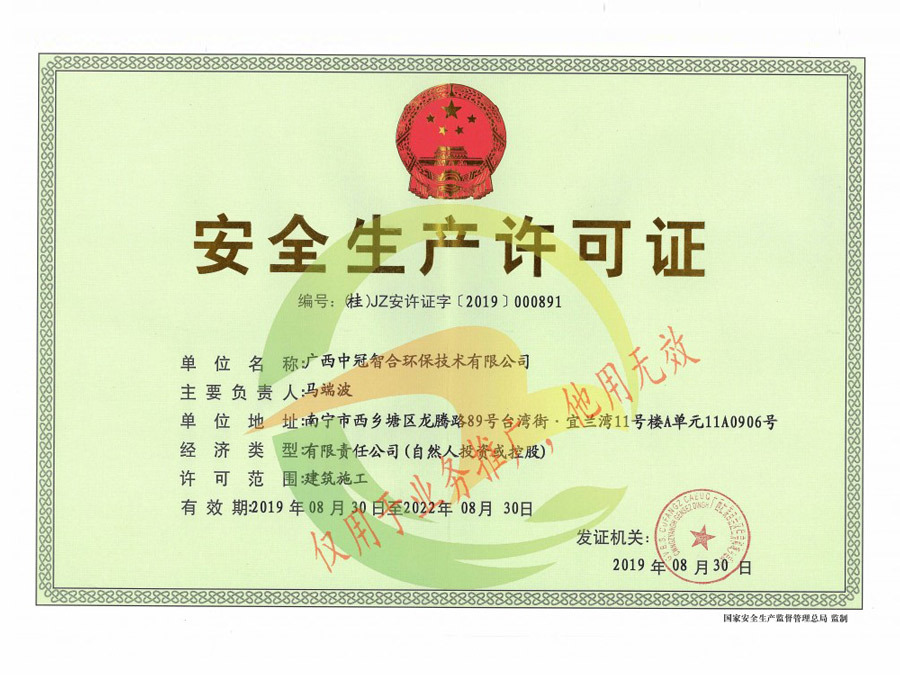 安全生产许可证
编号：(桂)JZ安许证字〔2019〕000891
单位名称:广西中冠智合环保技术有限公司
主要负责人:马端波
单位地址:南宁市西乡塘区龙腾路89号台湾街·宜兰湾11号楼A单元11A0906号
经济类型:有限责任公司(自然人投资或控股)
许可范围:建筑施工
有效期:2019年08月30日至2022年08月30日
仅用于业务推广，他用无效
发证机关：
2019年08月30日
国家安全生产监督管理总局 监制